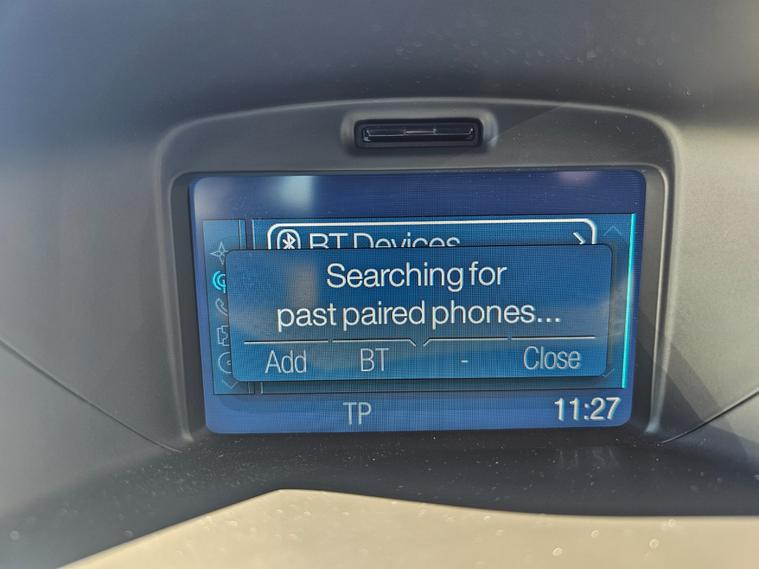 BT Devices
Searching for
past paired phones...
Add BT - Close
TP 11:27